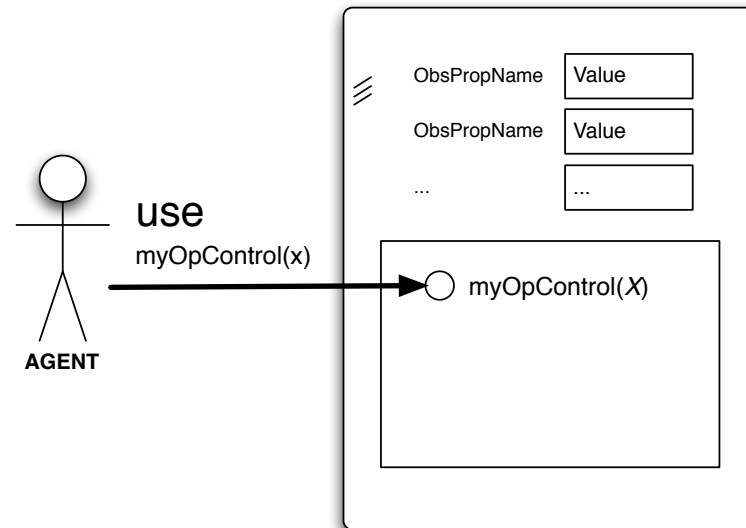 ObsPropName Value
ObsPropName Value
... ...
use
myOpControl(x)
myOpControl(X)
AGENT